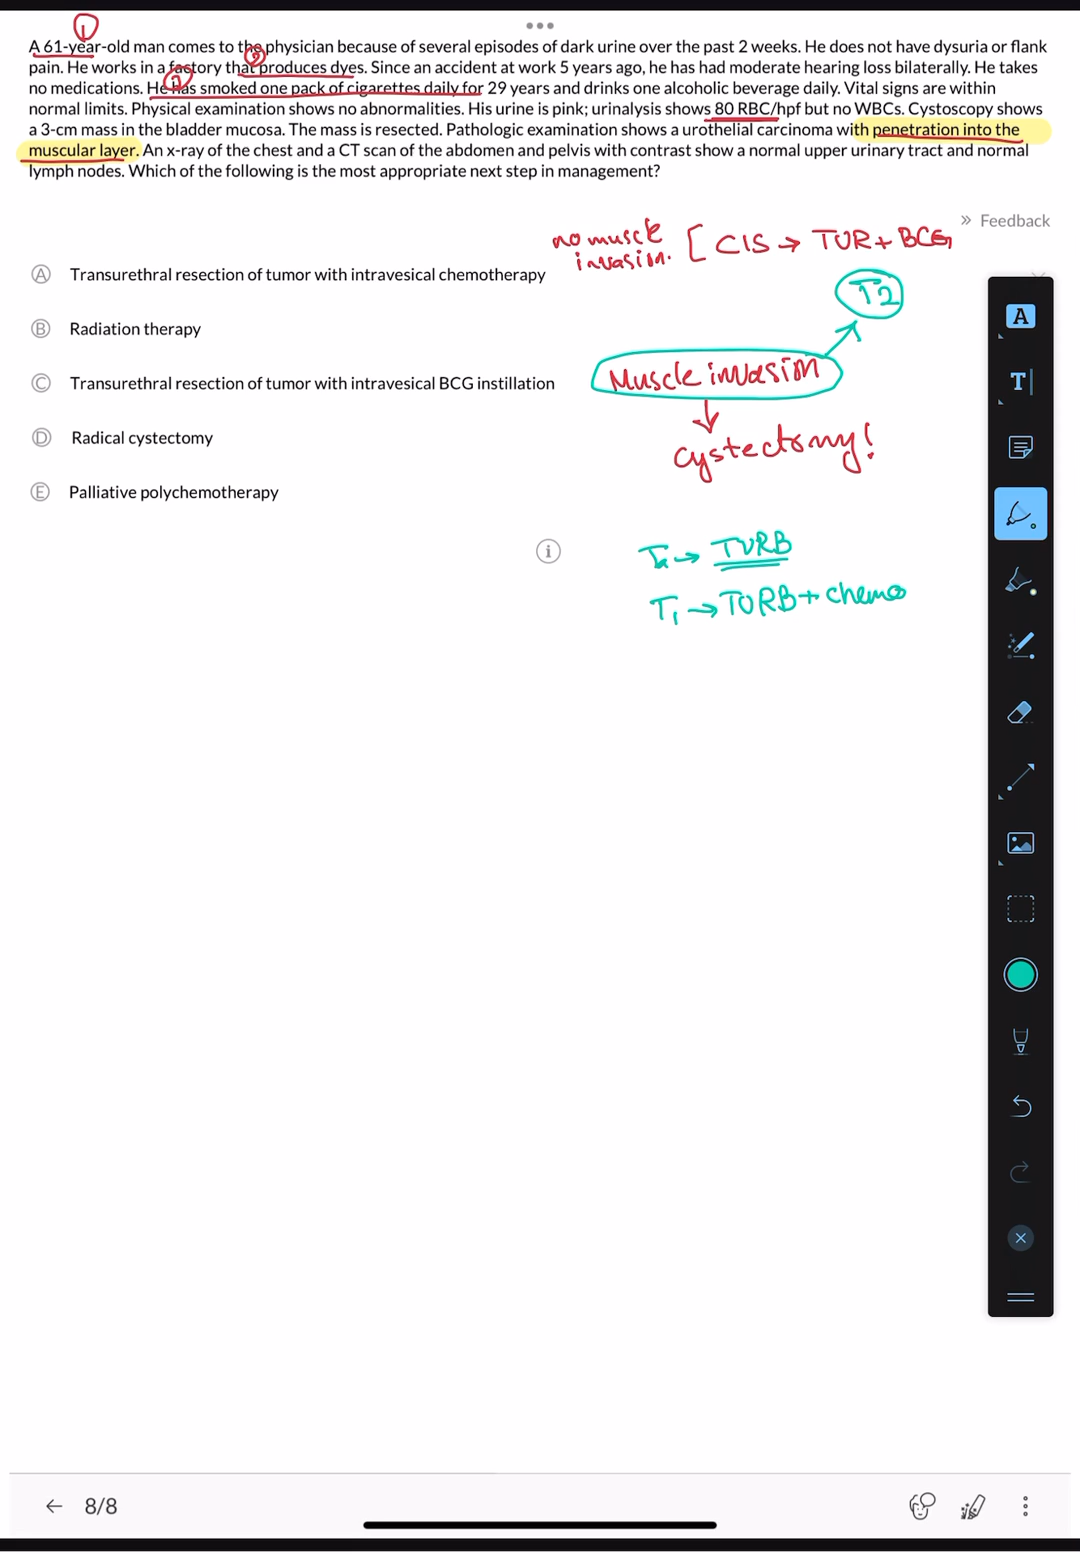 ①
A 61-year-old man comes to the physician because of several episodes of dark urine over the past 2 weeks. He does not have dysuria or flank
pain. He works in a factory that produces dyes. Since an accident at work 5 years ago, he has had moderate hearing loss bilaterally. He takes
no medications. He has smoked one pack of cigarettes daily for 29 years and drinks one alcoholic beverage daily. Vital signs are within
normal limits. Physical examination shows no abnormalities. His urine is pink; urinalysis shows 80 RBC/hpf but no WBCs. Cystoscopy shows
a 3-cm mass in the bladder mucosa. The mass is resected. Pathologic examination shows a urothelial carcinoma with penetration into the
muscular layer. An x-ray of the chest and a CT scan of the abdomen and pelvis with contrast show a normal upper urinary tract and normal
lymph nodes. Which of the following is the most appropriate next step in management?
» Feedback
no muscle
invasion. [ CIS → TUR + BCG
A Transurethral resection of tumor with intravesical chemotherapy
T2
B Radiation therapy
Muscle invasion
C Transurethral resection of tumor with intravesical BCG instillation
↓
D Radical cystectomy
cystectomy!
E Palliative polychemotherapy
i
Ta → TURB
T1 → TURB + chemo
A
T
← 8/8